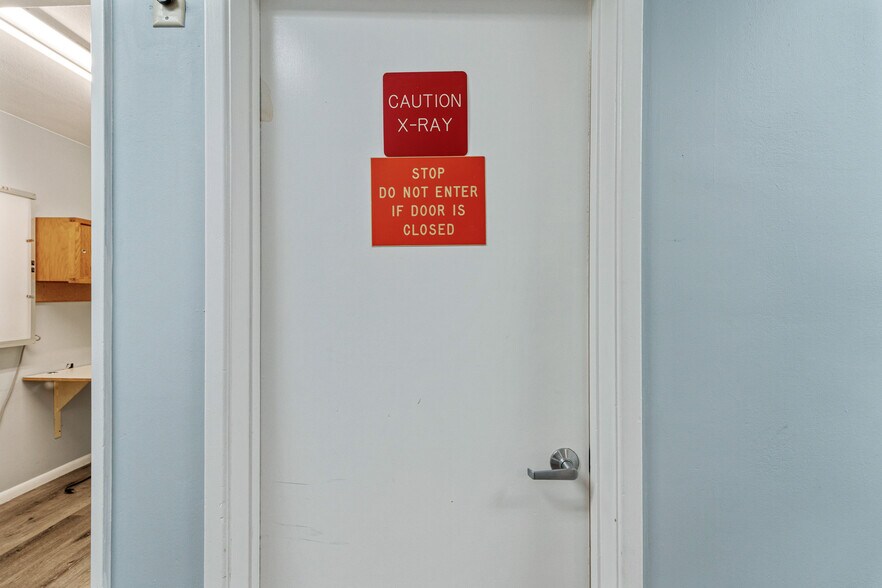 CAUTION
X-RAY
STOP
DO NOT ENTER
IF DOOR IS
CLOSED